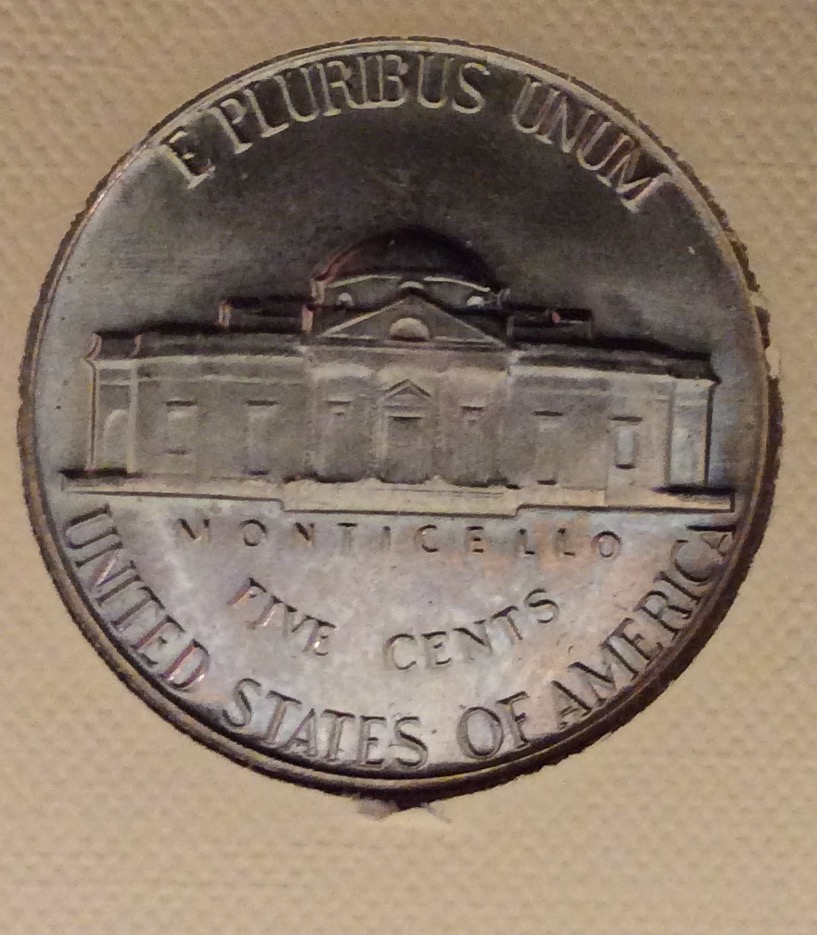 E PLURIBUS UNUM
MONTICELLO
FIVE CENTS
UNITED STATES OF AMERICA